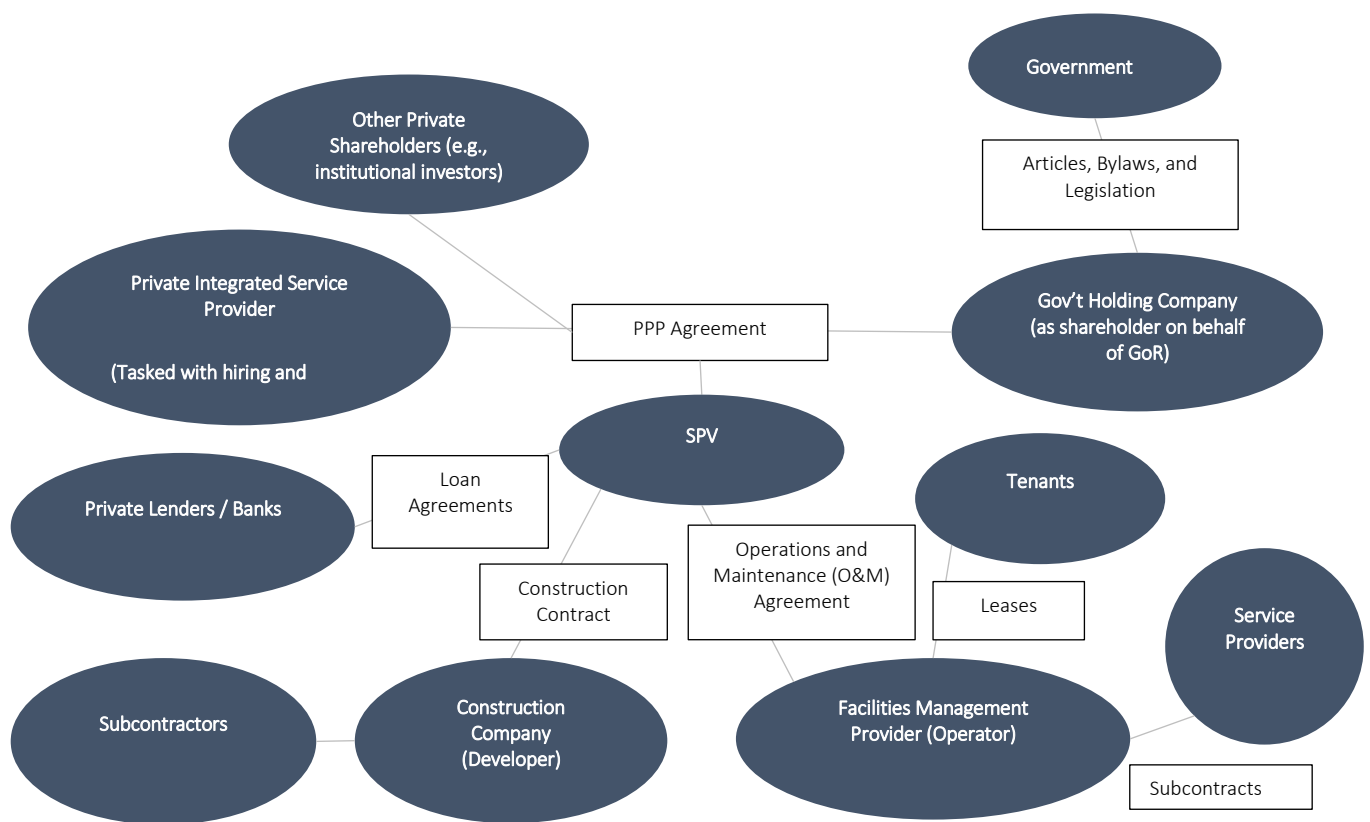 Government
Other Private
Shareholders (e.g.,
institutional investors)
Articles, Bylaws, and
Legislation
Private Integrated Service
Provider
(Tasked with hiring and
PPP Agreement
Gov’t Holding Company
(as shareholder on behalf
of GoR)
SPV
Private Lenders / Banks
Loan
Agreements
Tenants
Operations and
Maintenance (O&M)
Agreement
Construction
Contract
Leases
Service
Providers
Subcontractors
Construction
Company
(Developer)
Facilities Management
Provider (Operator)
Subcontracts